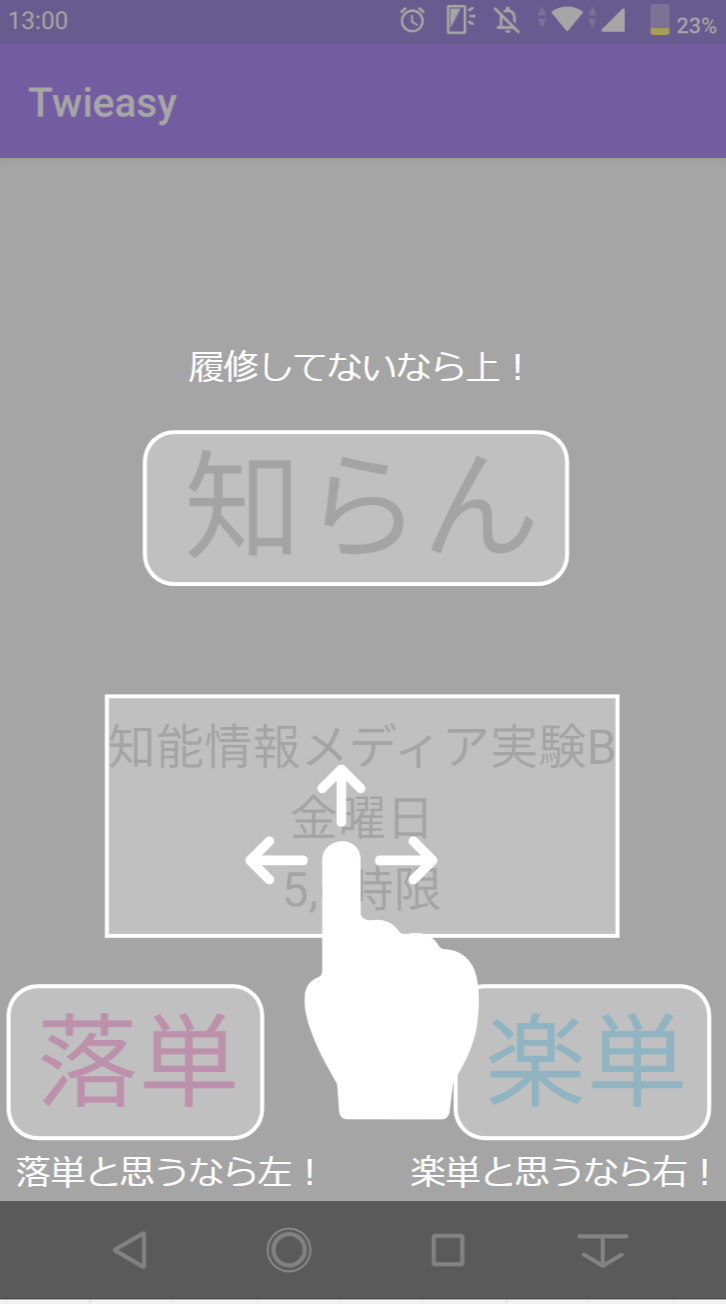 13:00
23%
Twieasy
履修してないなら上！
知らん
知能情報メディア実験B
金曜日
5, 時限
落単
楽単
落単と思うなら左！
楽単と思うなら右！